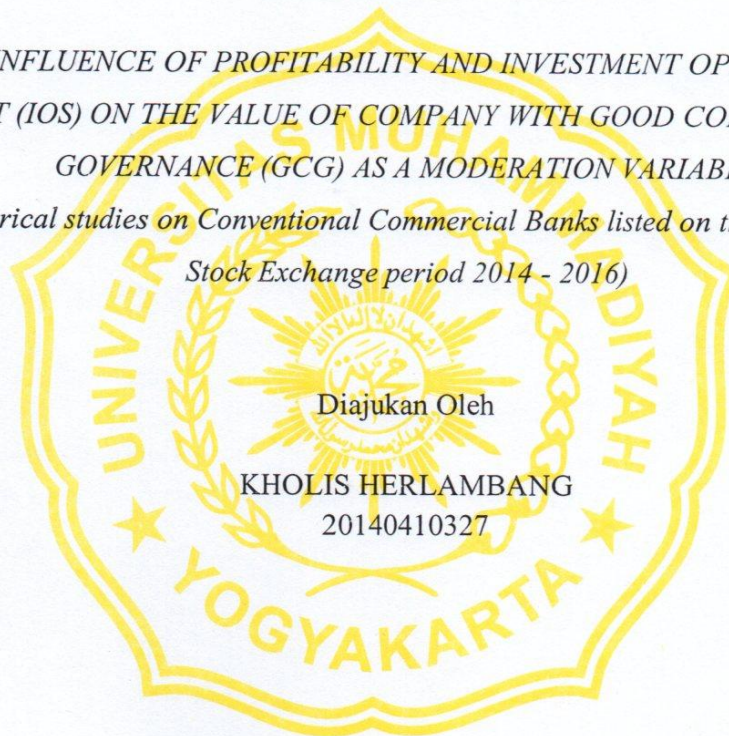 NFLUENCE OF PROFITABILITY AND INVESTMENT OP
T (IOS) ON THE VALUE OF COMPANY WITH GOOD CO
GOVERNANCE (GCG) AS A MODERATION VARIAB
rical studies on Conventional Commercial Banks listed on t
Stock Exchange period 2014 - 2016)
UNIVERSITAS MUHAMMADIYAH
Diajukan Oleh
KHOLIS HERLAMBANG
20140410327
YOGYAKARTA